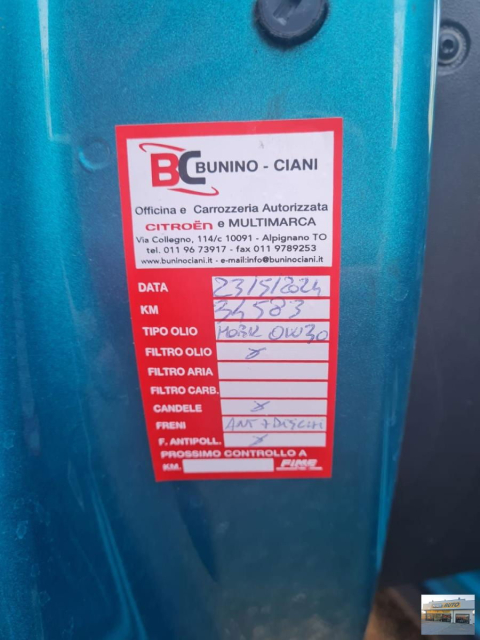 BC BUNINO - CIANI
Officina e Carrozzeria Autorizzata
CITROËN e MULTIMARCA
Via Collegno, 114/c 10091 - Alpignano TO
tel. 011 96 73917 - fax 011 9789253
www.buninociani.it - e-mail:info@buninociani.it
DATA 23/5/2024
KM 34583
TIPO OLIO MOBIL 0W30
FILTRO OLIO X
FILTRO ARIA
FILTRO CARB.
CANDELE X
FRENI ANT + DISCHI
F. ANTIPOLL. X
PROSSIMO CONTROLLO A
KM. FIME